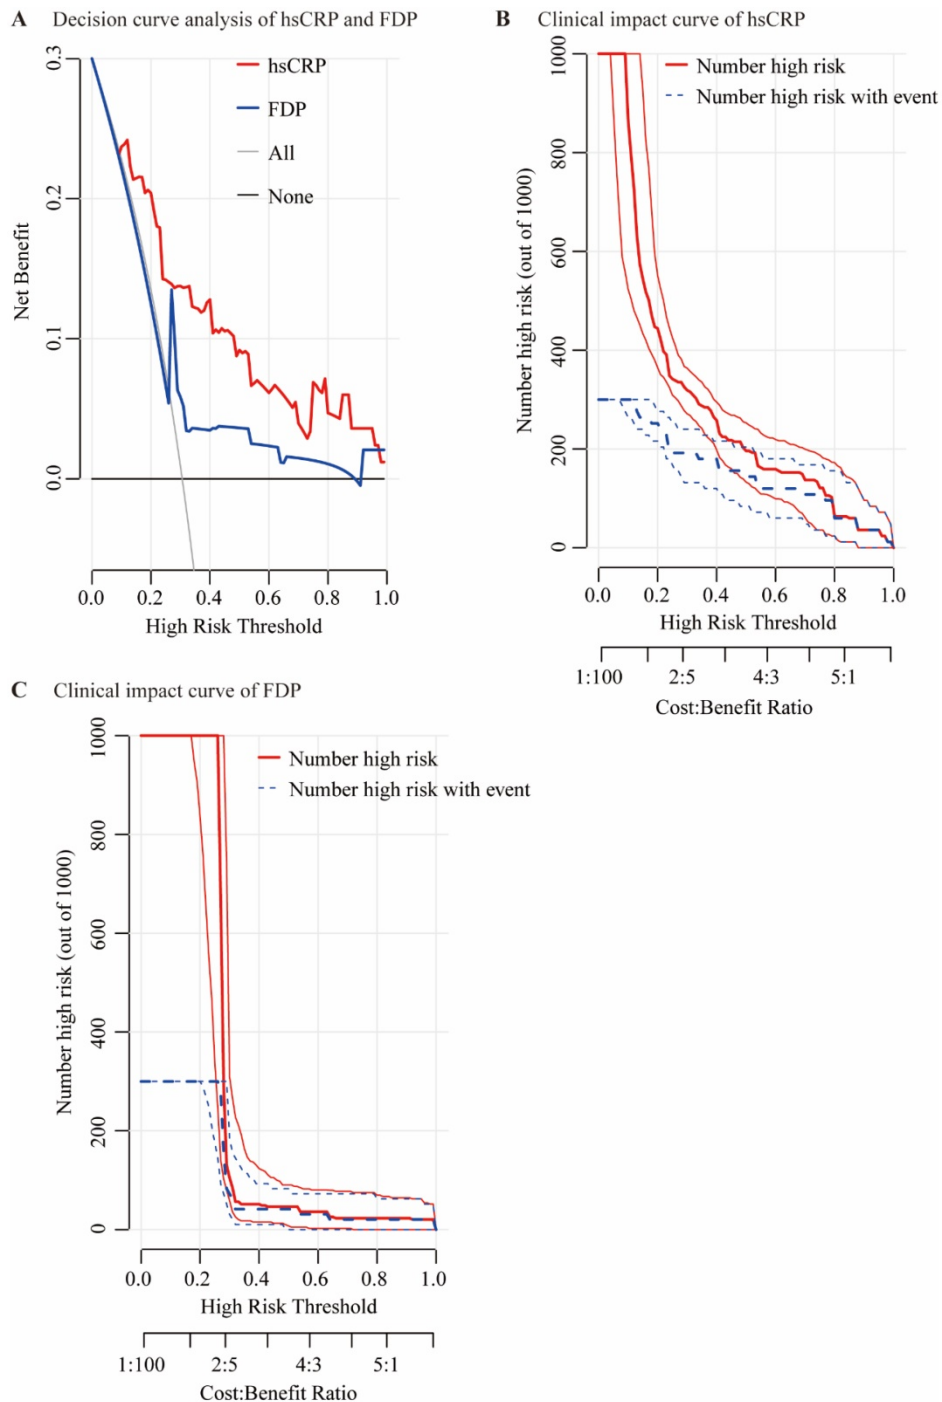 A Decision curve analysis of hsCRP and FDP
Net Benefit
0.3
0.2
0.1
0.0
hsCRP
FDP
All
None
0.0 0.2 0.4 0.6 0.8 1.0
High Risk Threshold
B Clinical impact curve of hsCRP
Number high risk (out of 1000)
1000
800
600
400
200
0
Number high risk
Number high risk with event
0.0 0.2 0.4 0.6 0.8 1.0
High Risk Threshold
1:100 2:5 4:3 5:1
Cost:Benefit Ratio
C Clinical impact curve of FDP
Number high risk (out of 1000)
1000
800
600
400
200
0
Number high risk
Number high risk with event
0.0 0.2 0.4 0.6 0.8 1.0
High Risk Threshold
1:100 2:5 4:3 5:1
Cost:Benefit Ratio